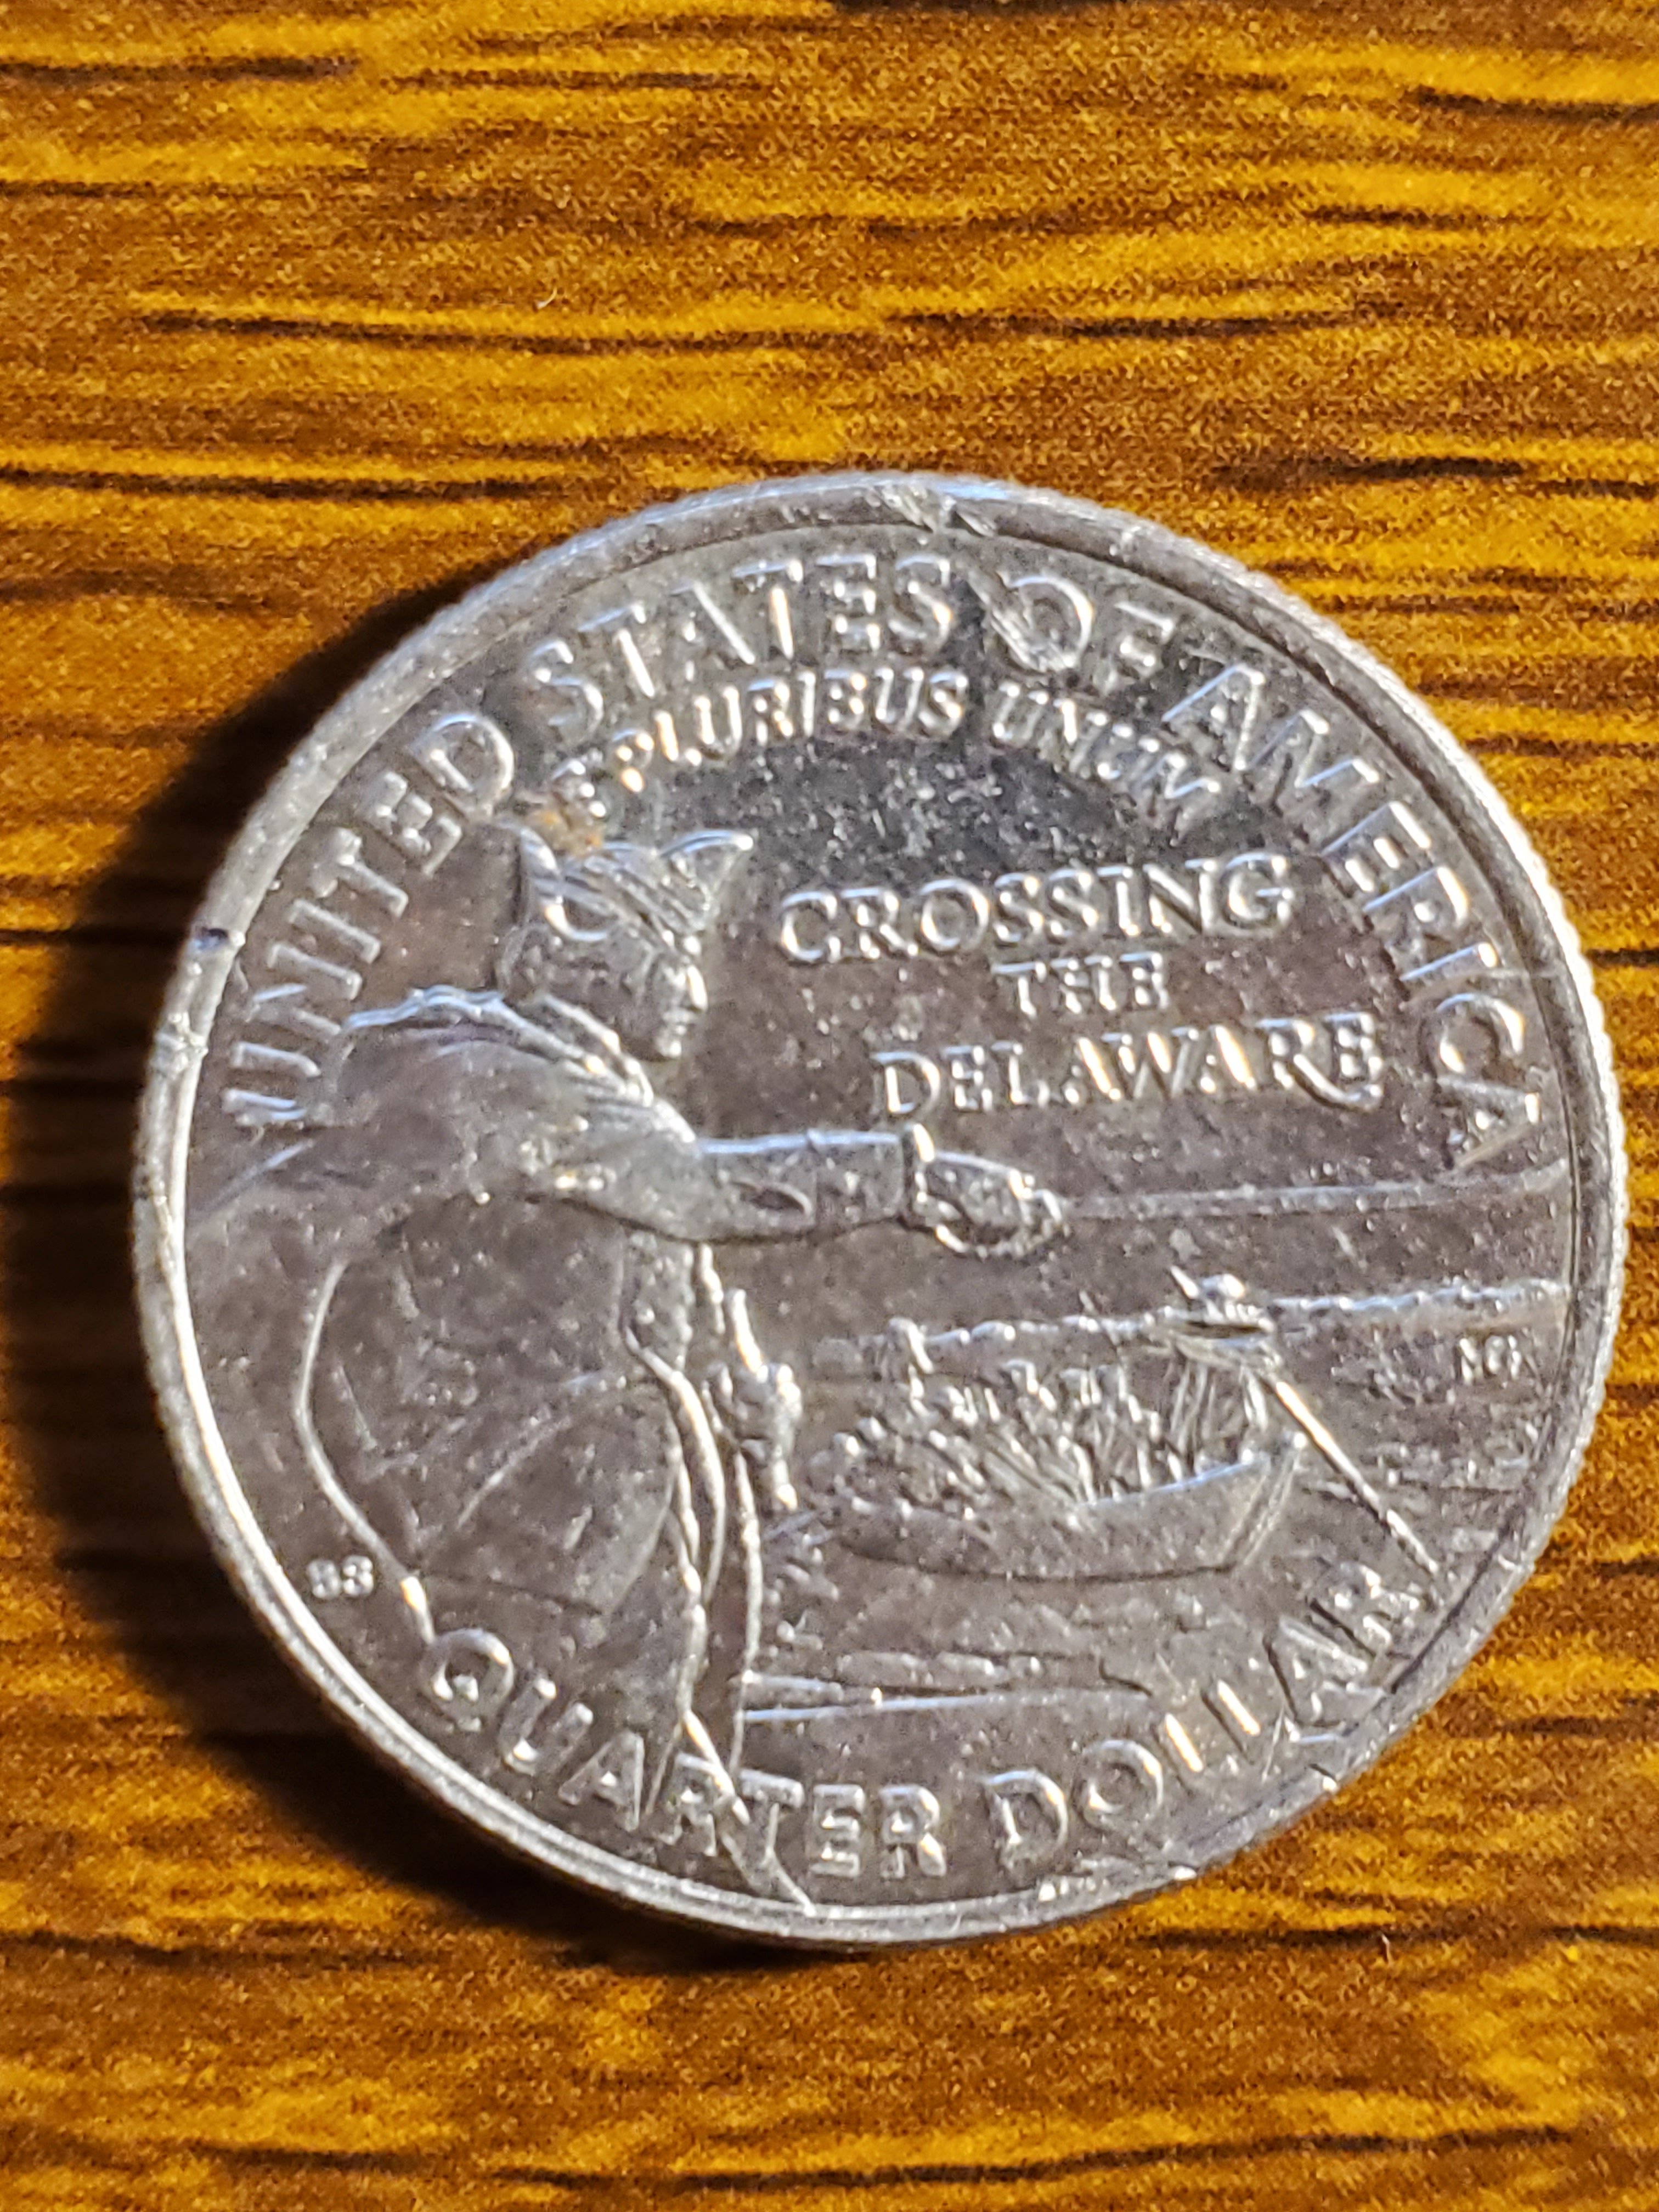 UNITED STATES OF AMERICA
E PLURIBUS UNUM
CROSSING
THE
DELAWARE
BS
QUARTER DOLLAR